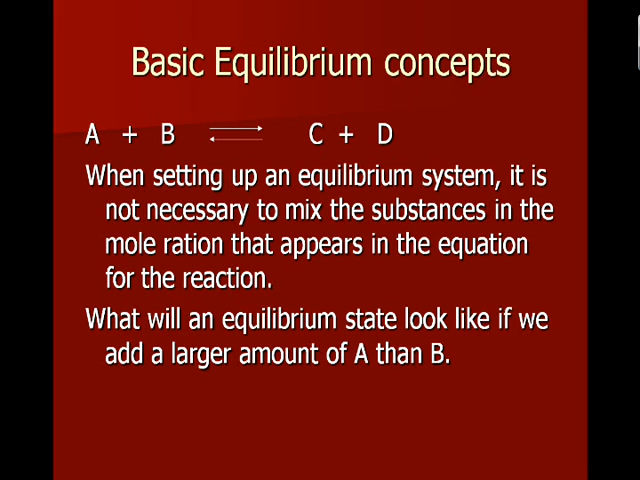 Basic Equilibrium concepts
A + B ⇄ C + D
When setting up an equilibrium system, it is
not necessary to mix the substances in the
mole ration that appears in the equation
for the reaction.
What will an equilibrium state look like if we
add a larger amount of A than B.